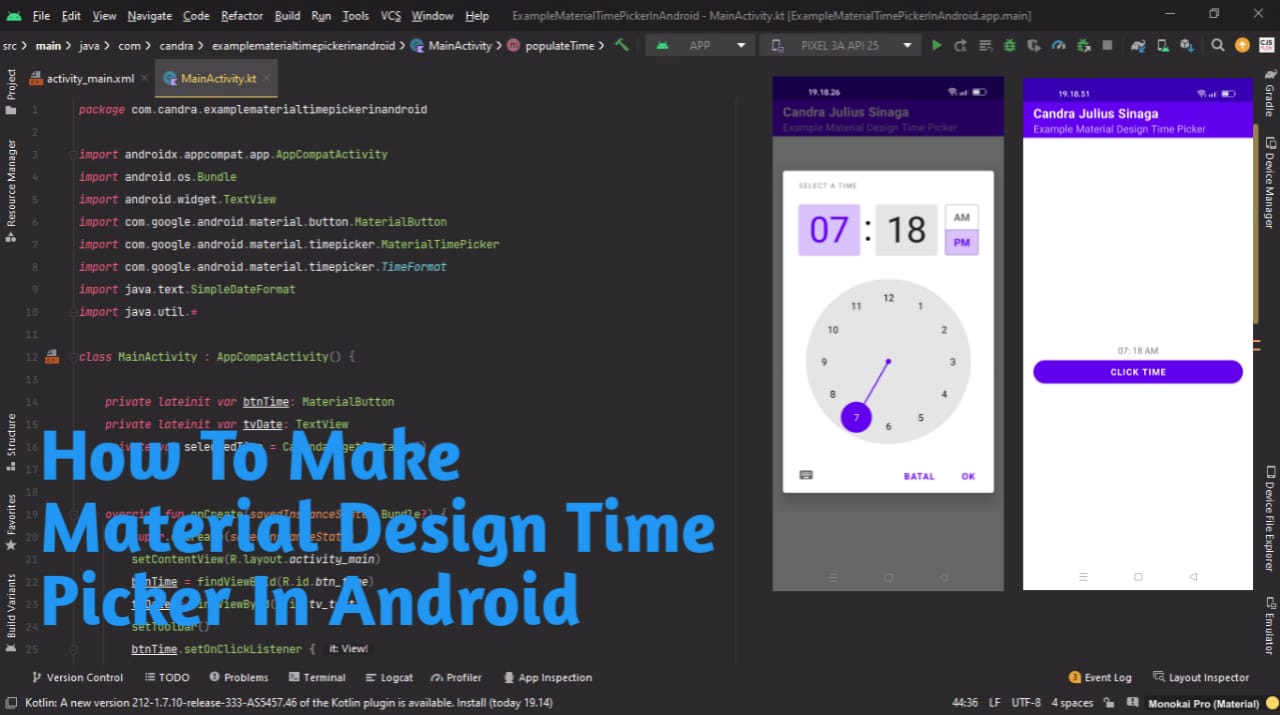 File Edit View Navigate Code Refactor Build Run Tools VCS Window Help ExampleMaterialTimePickerInAndroid - MainActivity.kt [ExampleMaterialTimePickerInAndroid.app.main]
src main java com candra examplematerialtimepickerinandroid MainActivity populateTime APP PIXEL 3A API 25
activity_main.xml MainActivity.kt
Project
Resource Manager
Structure
Favorites
Build Variants
1 package com.candra.examplematerialtimepickerinandroid
2
3 import androidx.appcompat.app.AppCompatActivity
4 import android.os.Bundle
5 import android.widget.TextView
6 import com.google.android.material.button.MaterialButton
7 import com.google.android.material.timepicker.MaterialTimePicker
8 import com.google.android.material.timepicker.TimeFormat
9 import java.text.SimpleDateFormat
10 import java.util.*
11
12 class MainActivity : AppCompatActivity() {
13
14 private lateinit var btnTime: MaterialButton
15 private lateinit var tvDate: TextView
16
17
18
19 override fun onCreate(savedInstanceState: Bundle?) {
20
21 setContentView(R.layout.activity_main)
22 btnTime = findViewById(R.id.btn_time)
23
24 setToolbar()
25 btnTime.setOnClickListener { it: View!
How To Make
Material Design Time
Picker In Android
19.18.26
Candra Julius Sinaga
Example Material Design Time Picker
SELECT A TIME
07 : 18
AM
PM
12
11 1
10 2
9 3
8 4
7 5
6
BATAL OK
19.18.51
Candra Julius Sinaga
Example Material Design Time Picker
07: 18 AM
CLICK TIME
Gradle
Device Manager
Device File Explorer
Emulator
Version Control TODO Problems Terminal Logcat Profiler App Inspection 3 Event Log Layout Inspector
Kotlin: A new version 212-1.7.10-release-333-AS5457.46 of the Kotlin plugin is available. Install (today 19.14) 44:36 LF UTF-8 4 spaces Monokai Pro (Material)